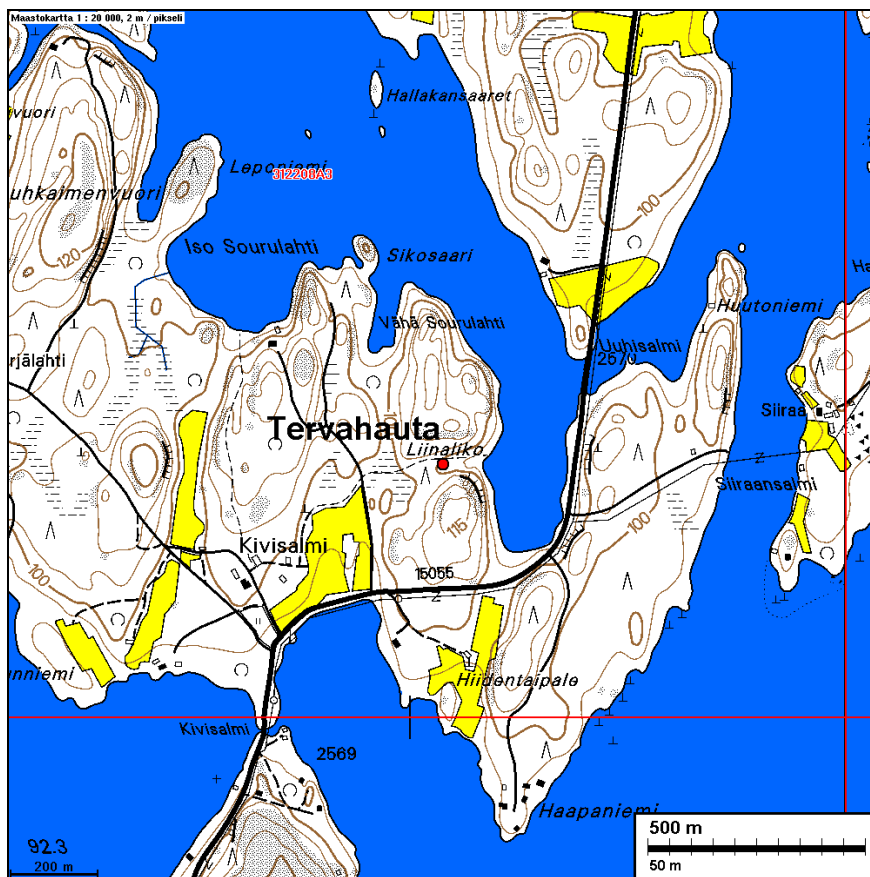 Maastokartta 1 : 20 000, 2 m / pikseli
Hallakansaaret
vuori
Leponiemi
312208A3
uhkaimenvuori
100
Iso Sourulahti
120
Sikosaari
Huutoniemi
Vähä Sourulahti
Uuhisalmi
2570
rjälahti
Siiraa
Tervahauta
Liinaliko
Siiraansalmi
115
100
Kivisalmi
15055
100
Hiidentaipale
nniemi
Kivisalmi
2569
Haapaniemi
500 m
50 m
92.3
200 m